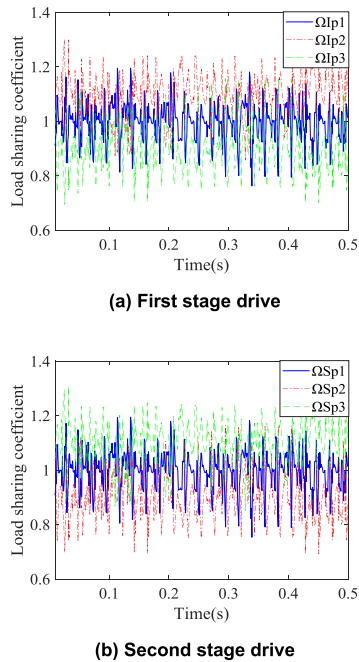 1.4
1.2
1
0.8
0.6
Load sharing coefficient
ΩIp1
ΩIp2
ΩIp3
0.1
0.2
0.3
0.4
0.5
Time(s)
(a) First stage drive
1.4
1.2
1
0.8
0.6
Load sharing coefficient
ΩSp1
ΩSp2
ΩSp3
0.1
0.2
0.3
0.4
0.5
Time(s)
(b) Second stage drive